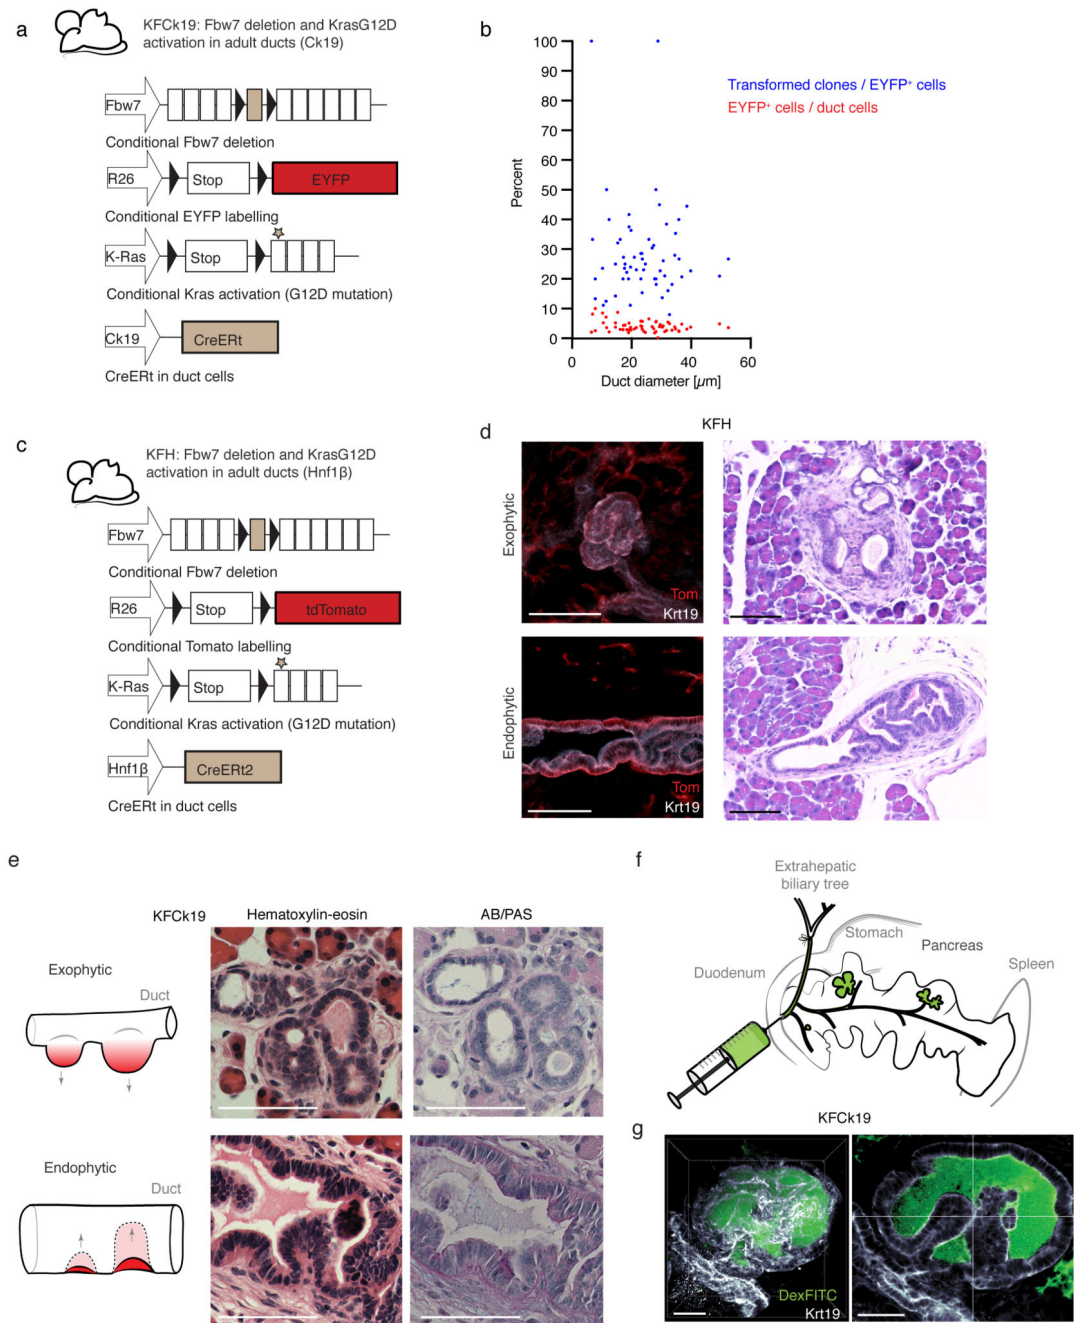 a
KFCk19: Fbw7 deletion and KrasG12D
activation in adult ducts (Ck19)
Fbw7
Conditional Fbw7 deletion
R26
Stop
EYFP
Conditional EYFP labelling
K-Ras
Stop
Conditional Kras activation (G12D mutation)
Ck19
CreERt
CreERt in duct cells
b
100
90
80
70
60
50
40
30
20
10
0
Percent
0
20
40
60
Duct diameter [µm]
Transformed clones / EYFP⁺ cells
EYFP⁺ cells / duct cells
c
KFH: Fbw7 deletion and KrasG12D
activation in adult ducts (Hnf1β)
Fbw7
Conditional Fbw7 deletion
R26
Stop
tdTomato
Conditional Tomato labelling
K-Ras
Stop
Conditional Kras activation (G12D mutation)
Hnf1β
CreERt2
CreERt in duct cells
d
KFH
Exophytic
Tom
Krt19
Endophytic
Tom
Krt19
e
KFCk19
Hematoxylin-eosin
AB/PAS
Exophytic
Duct
Endophytic
Duct
f
Extrahepatic
biliary tree
Stomach
Pancreas
Duodenum
Spleen
g
KFCk19
DexFITC
Krt19